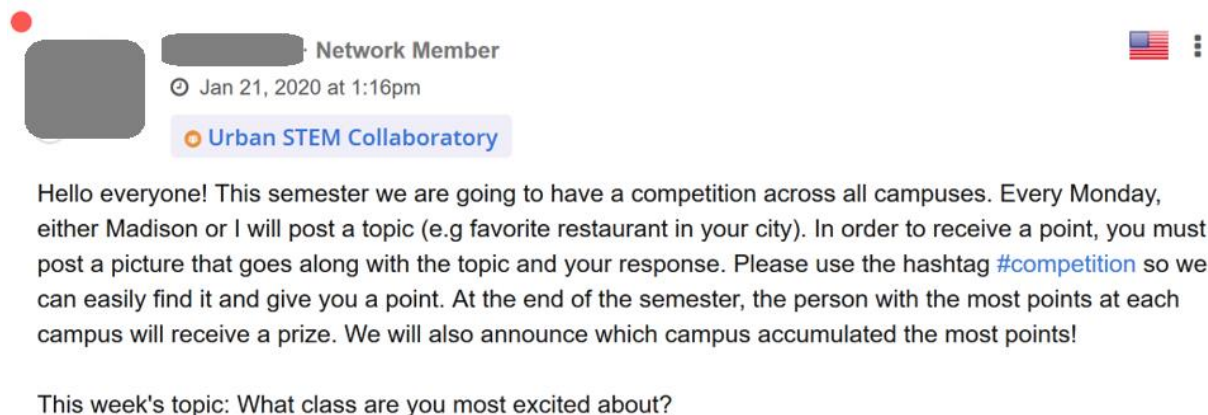 · Network Member
Jan 21, 2020 at 1:16pm
Urban STEM Collaboratory
Hello everyone! This semester we are going to have a competition across all campuses. Every Monday,
either Madison or I will post a topic (e.g favorite restaurant in your city). In order to receive a point, you must
post a picture that goes along with the topic and your response. Please use the hashtag #competition so we
can easily find it and give you a point. At the end of the semester, the person with the most points at each
campus will receive a prize. We will also announce which campus accumulated the most points!
This week's topic: What class are you most excited about?